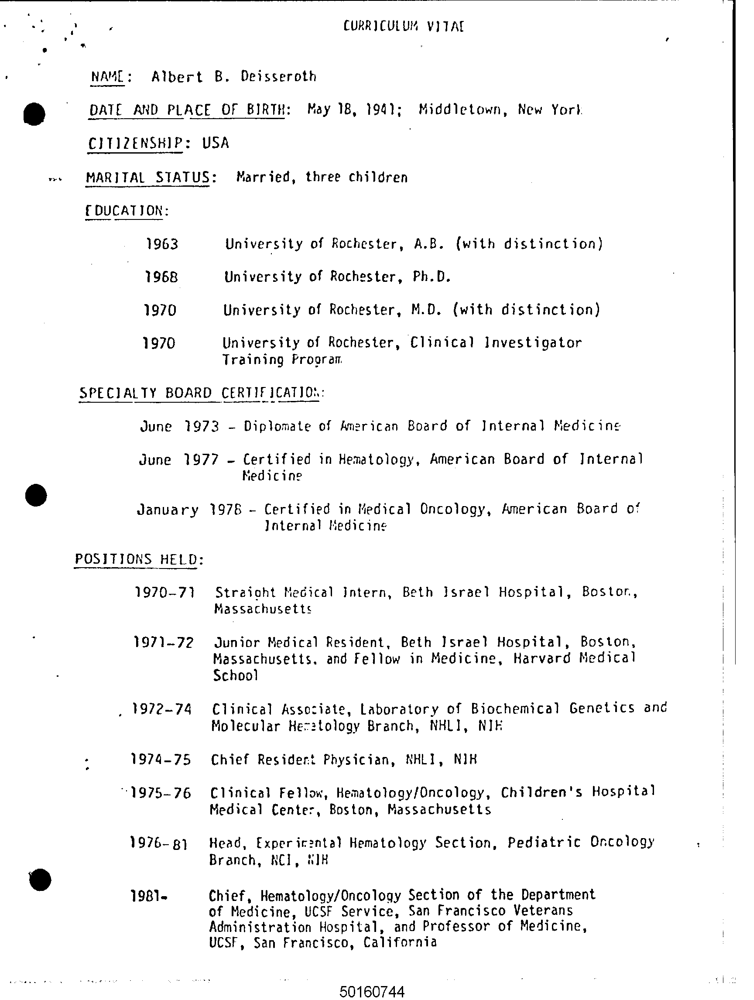 CURRICULUM VITAE
NAME: Albert B. Deisseroth
DATE AND PLACE OF BIRTH: May 18, 1941; Middletown, New York
CITIZENSHIP: USA
MARITAL STATUS: Married, three children
EDUCATION:
1963 University of Rochester, A.B. (with distinction)
1968 University of Rochester, Ph.D.
1970 University of Rochester, M.D. (with distinction)
1970 University of Rochester, Clinical Investigator
Training Program
SPECIALTY BOARD CERTIFICATION:
June 1973 - Diplomate of American Board of Internal Medicine
June 1977 - Certified in Hematology, American Board of Internal
Medicine
January 1978 - Certified in Medical Oncology, American Board of
Internal Medicine
POSITIONS HELD:
1970-71 Straight Medical Intern, Beth Israel Hospital, Boston,
Massachusetts
1971-72 Junior Medical Resident, Beth Israel Hospital, Boston,
Massachusetts, and Fellow in Medicine, Harvard Medical
School
1972-74 Clinical Associate, Laboratory of Biochemical Genetics and
Molecular Hematology Branch, NHLI, NIH
1974-75 Chief Resident Physician, NHLI, NIH
1975-76 Clinical Fellow, Hematology/Oncology, Children's Hospital
Medical Center, Boston, Massachusetts
1976-81 Head, Experimental Hematology Section, Pediatric Oncology
Branch, NCI, NIH
1981- Chief, Hematology/Oncology Section of the Department
of Medicine, UCSF Service, San Francisco Veterans
Administration Hospital, and Professor of Medicine,
UCSF, San Francisco, California
50160744